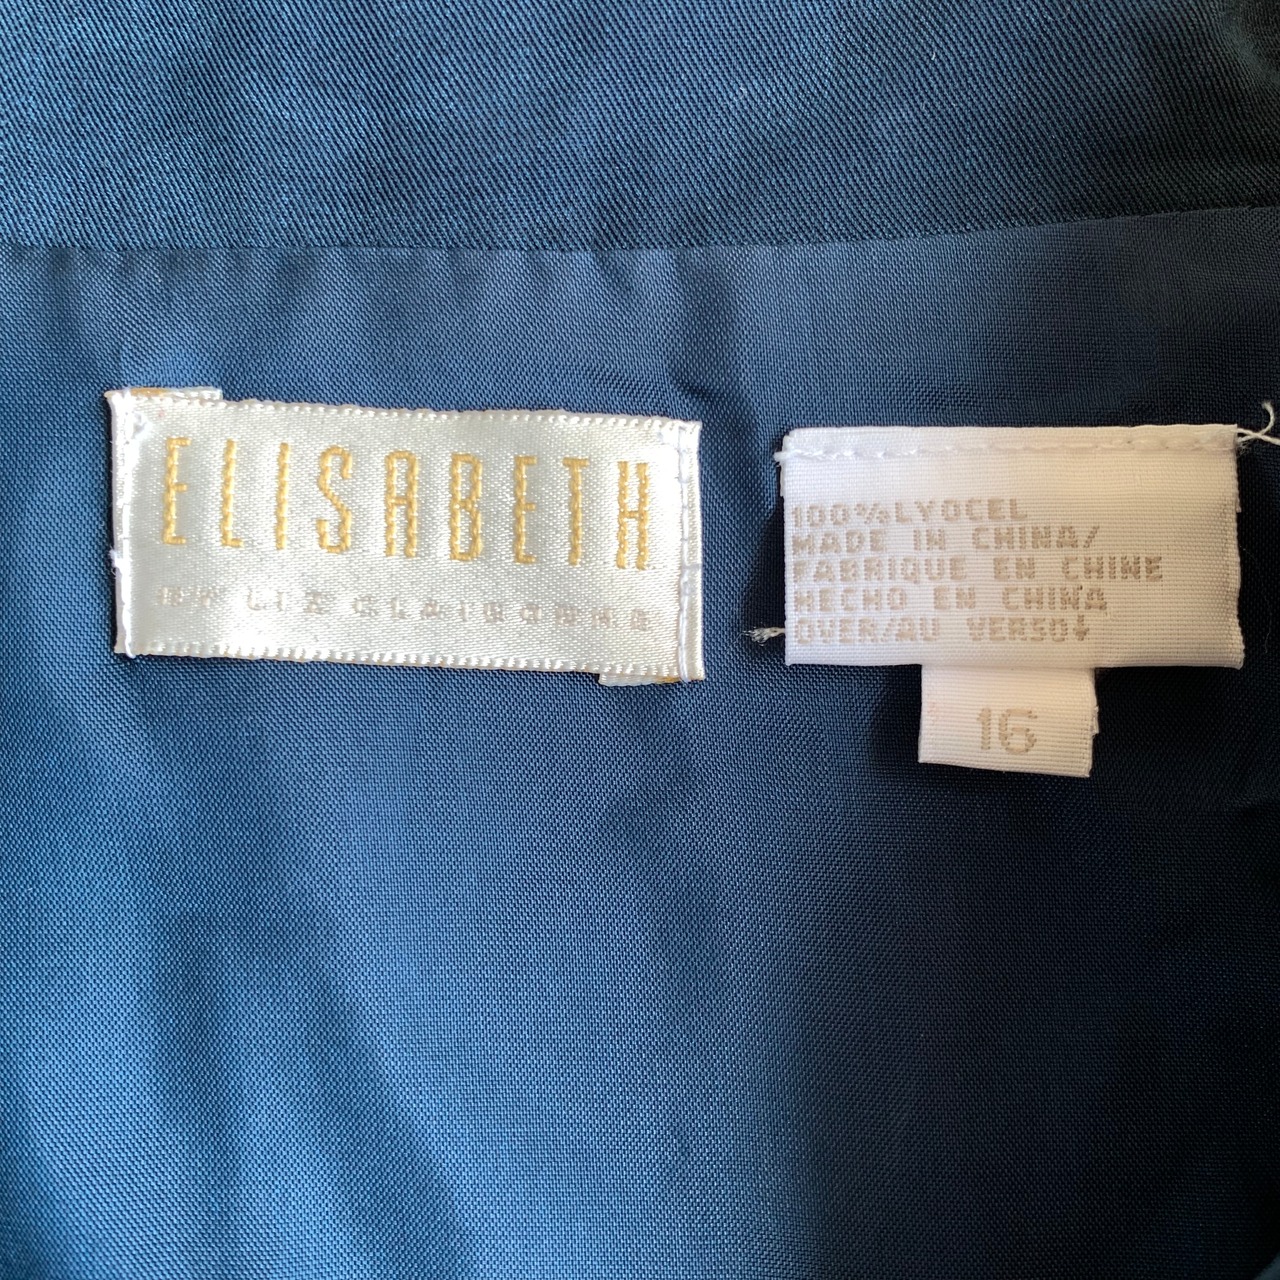 ELISABETH
BY LIZ CLAIBORNE
100%LYOCEL
MADE IN CHINA/
FABRIQUE EN CHINE
HECHO EN CHINA
OVER/AU VERSO↓
16